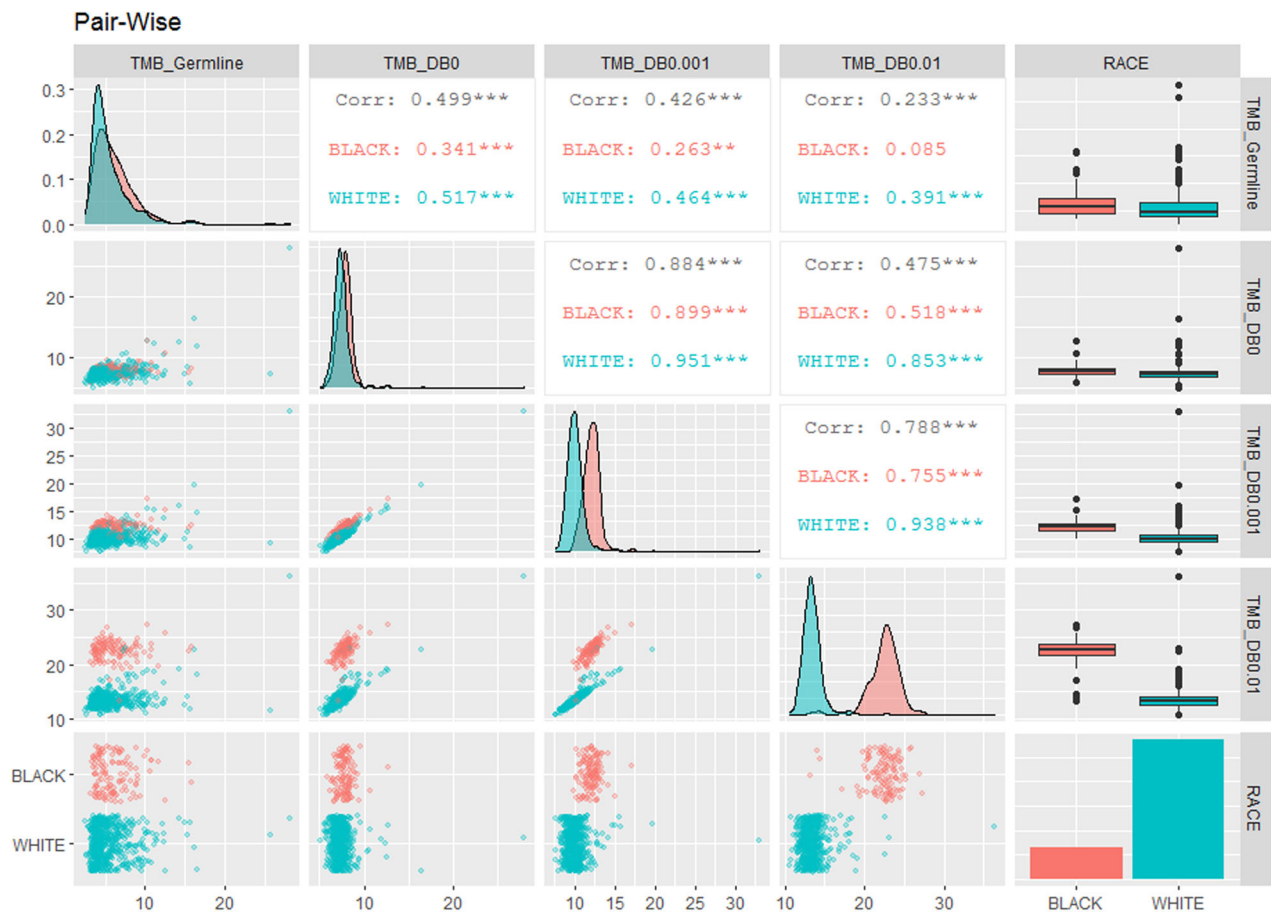 Pair-Wise
TMB_Germline TMB_DB0 TMB_DB0.001 TMB_DB0.01 RACE
0.3
0.2
0.1
0.0
Corr: 0.499***
BLACK: 0.341***
WHITE: 0.517***
Corr: 0.426***
BLACK: 0.263**
WHITE: 0.464***
Corr: 0.233***
BLACK: 0.085
WHITE: 0.391***
TMB_Germline
20
10
Corr: 0.884***
BLACK: 0.899***
WHITE: 0.951***
Corr: 0.475***
BLACK: 0.518***
WHITE: 0.853***
TMB_DB0
30
25
20
15
10
Corr: 0.788***
BLACK: 0.755***
WHITE: 0.938***
TMB_DB0.001
30
20
10
TMB_DB0.01
BLACK
WHITE
RACE
10 20
10 20
10 15 20 25 30
10 20 30
BLACK WHITE